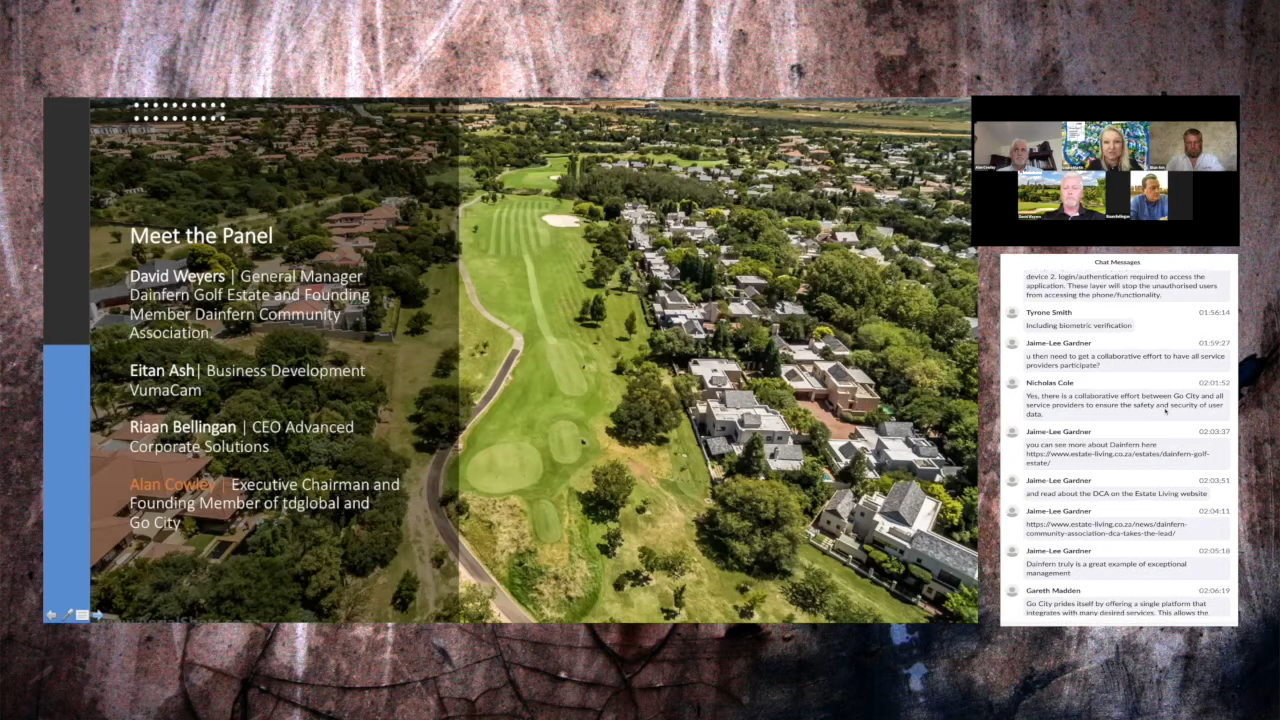 Meet the Panel
David Weyers | General Manager
Dainfern Golf Estate and Founding
Member Dainfern Community
Association.
Eitan Ash| Business Development
VumaCam
Riaan Bellingan | CEO Advanced
Corporate Solutions
Alan Cowley | Executive Chairman and
Founding Member of tdglobal and
Go City
David Weyers
Chat Messages
device 2. login/authentication required to access the
application. These layer will stop the unauthorised users
from accessing the phone/functionality.
Tyrone Smith 01:56:14
Including biometric verification
Jaime-Lee Gardner 01:59:27
u then need to get a collaborative effort to have all service
providers participate?
Nicholas Cole 02:01:52
Yes, there is a collaborative effort between Go City and all
service providers to ensure the safety and security of user
data.
Jaime-Lee Gardner 02:03:37
you can see more about Dainfern here
https://www.estate-living.co.za/estates/dainfern-golf-
estate/
Jaime-Lee Gardner 02:03:51
and read about the DCA on the Estate Living website
Jaime-Lee Gardner 02:04:11
https://www.estate-living.co.za/news/dainfern-
community-association-dca-takes-the-lead/
Jaime-Lee Gardner 02:05:18
Dainfern truly is a great example of exceptional
management
Gareth Madden 02:06:19
Go City prides itself by offering a single platform that
integrates with many desired services. This allows the